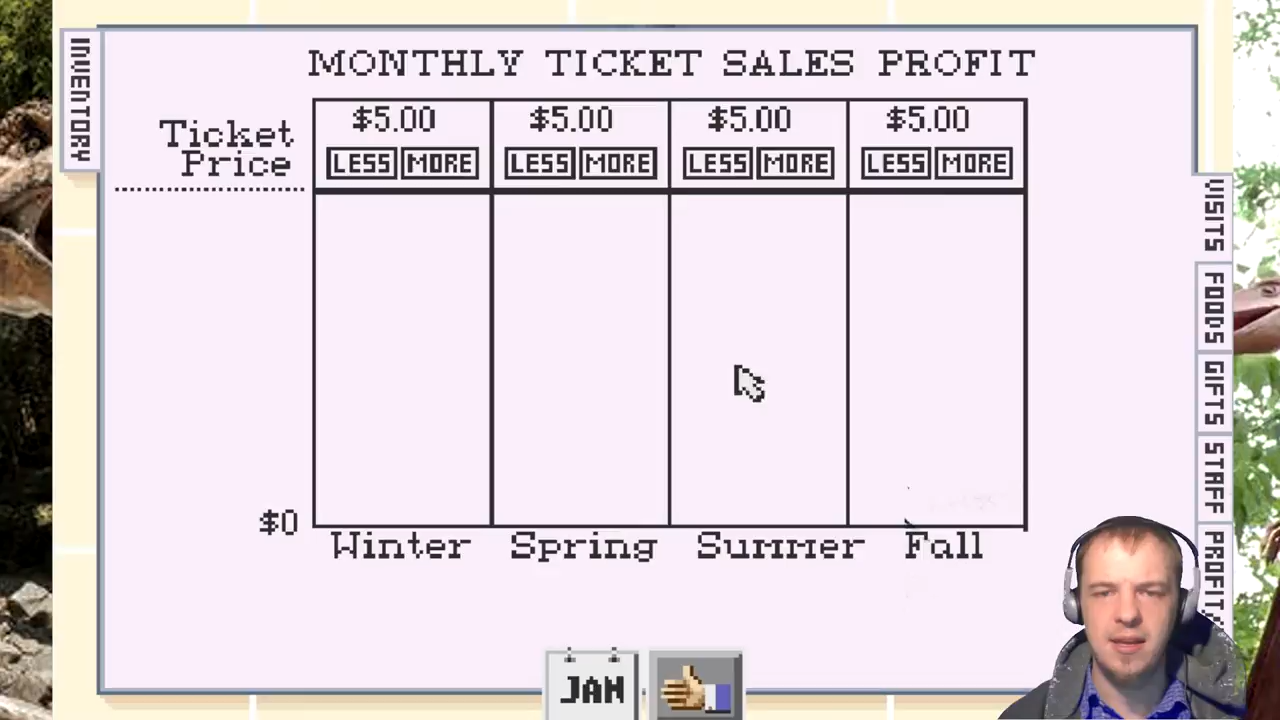 INVENTORY
MONTHLY TICKET SALES PROFIT
Ticket Price
$5.00 $5.00 $5.00 $5.00
LESS MORE LESS MORE LESS MORE LESS MORE
$0
Winter Spring Summer Fall
VISITS
FOODS
GIFTS
STAFF
PROFIT
JAN